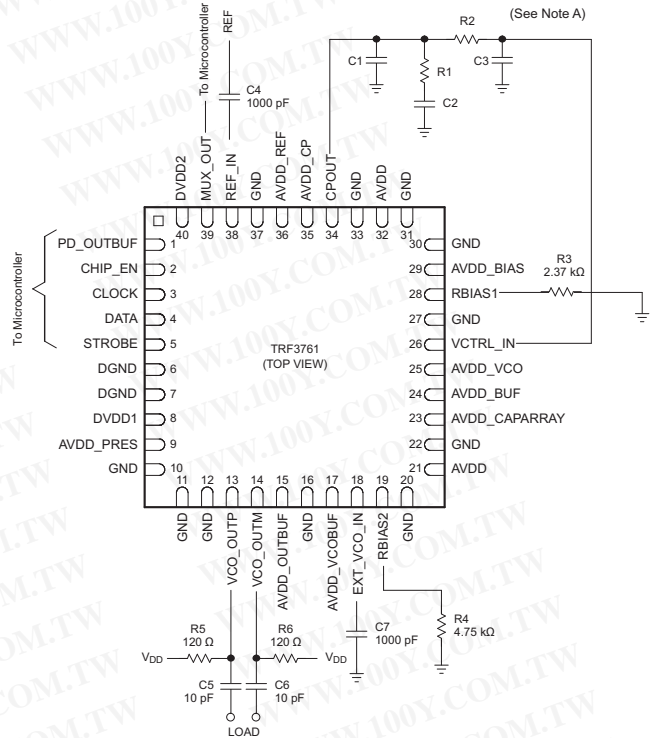 To Microcontroller
REF
(See Note A)
R2
C1
R1
C3
C2
C4
1000 pF
DVDD2
MUX_OUT
REF_IN
GND
AVDD_REF
AVDD_CP
CPOUT
GND
AVDD
GND
40
39
38
37
36
35
34
33
32
31
To Microcontroller
PD_OUTBUF 1
CHIP_EN 2
CLOCK 3
DATA 4
STROBE 5
DGND 6
DGND 7
DVDD1 8
AVDD_PRES 9
GND 10
TRF3761
(TOP VIEW)
30 GND
29 AVDD_BIAS
28 RBIAS1
27 GND
26 VCTRL_IN
25 AVDD_VCO
24 AVDD_BUF
23 AVDD_CAPARRAY
22 GND
21 AVDD
R3
2.37 kΩ
11
12
13
14
15
16
17
18
19
20
GND
GND
VCO_OUTP
VCO_OUTM
AVDD_OUTBUF
GND
AVDD_VCOBUF
EXT_VCO_IN
RBIAS2
GND
R5
120 Ω
R6
120 Ω
VDD
VDD
C7
1000 pF
R4
4.75 kΩ
C5
10 pF
C6
10 pF
LOAD
WWW.100Y.COM.TW